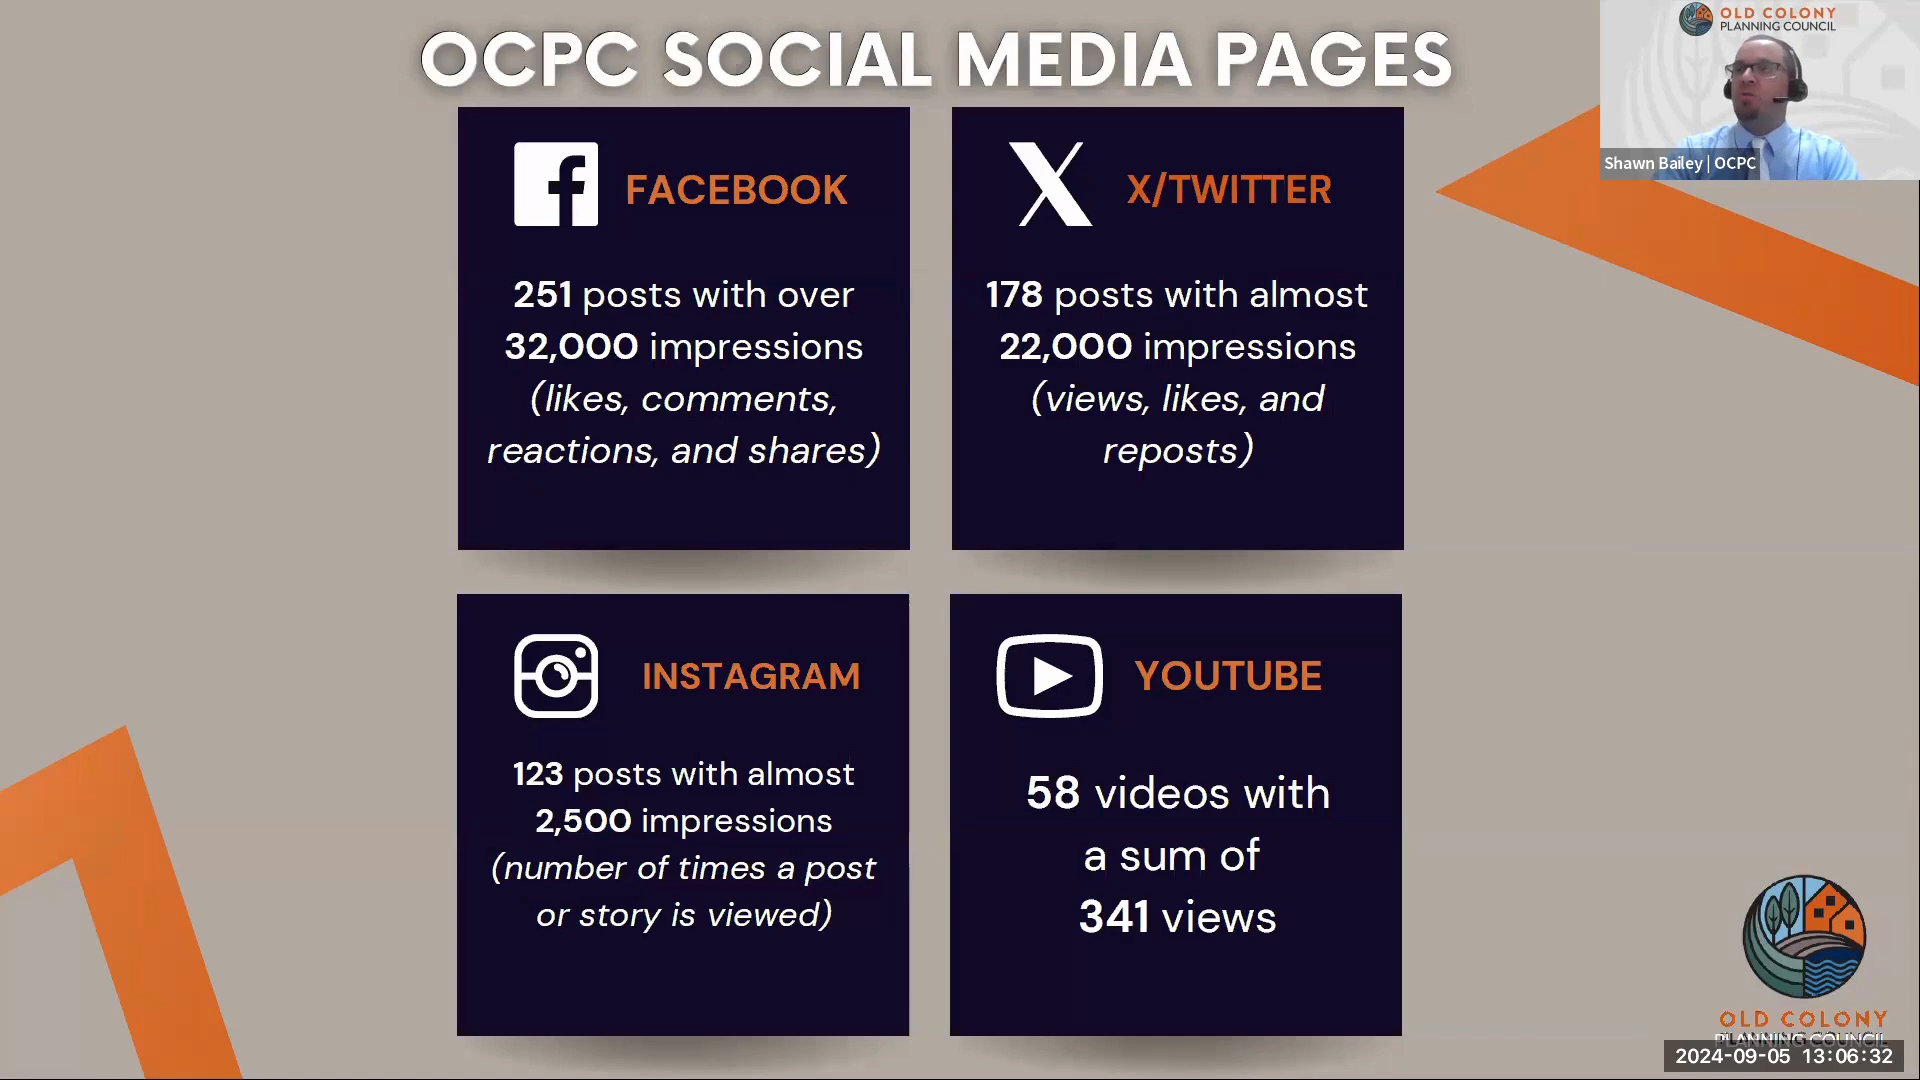 OCPC SOCIAL MEDIA PAGES
OLD COLONY
PLANNING COUNCIL
Shawn Bailey | OCPC
FACEBOOK
251 posts with over
32,000 impressions
(likes, comments,
reactions, and shares)
X/TWITTER
178 posts with almost
22,000 impressions
(views, likes, and
reposts)
INSTAGRAM
123 posts with almost
2,500 impressions
(number of times a post
or story is viewed)
YOUTUBE
58 videos with
a sum of
341 views
OLD COLONY
PLANNING COUNCIL
2024-09-05 13:06:32